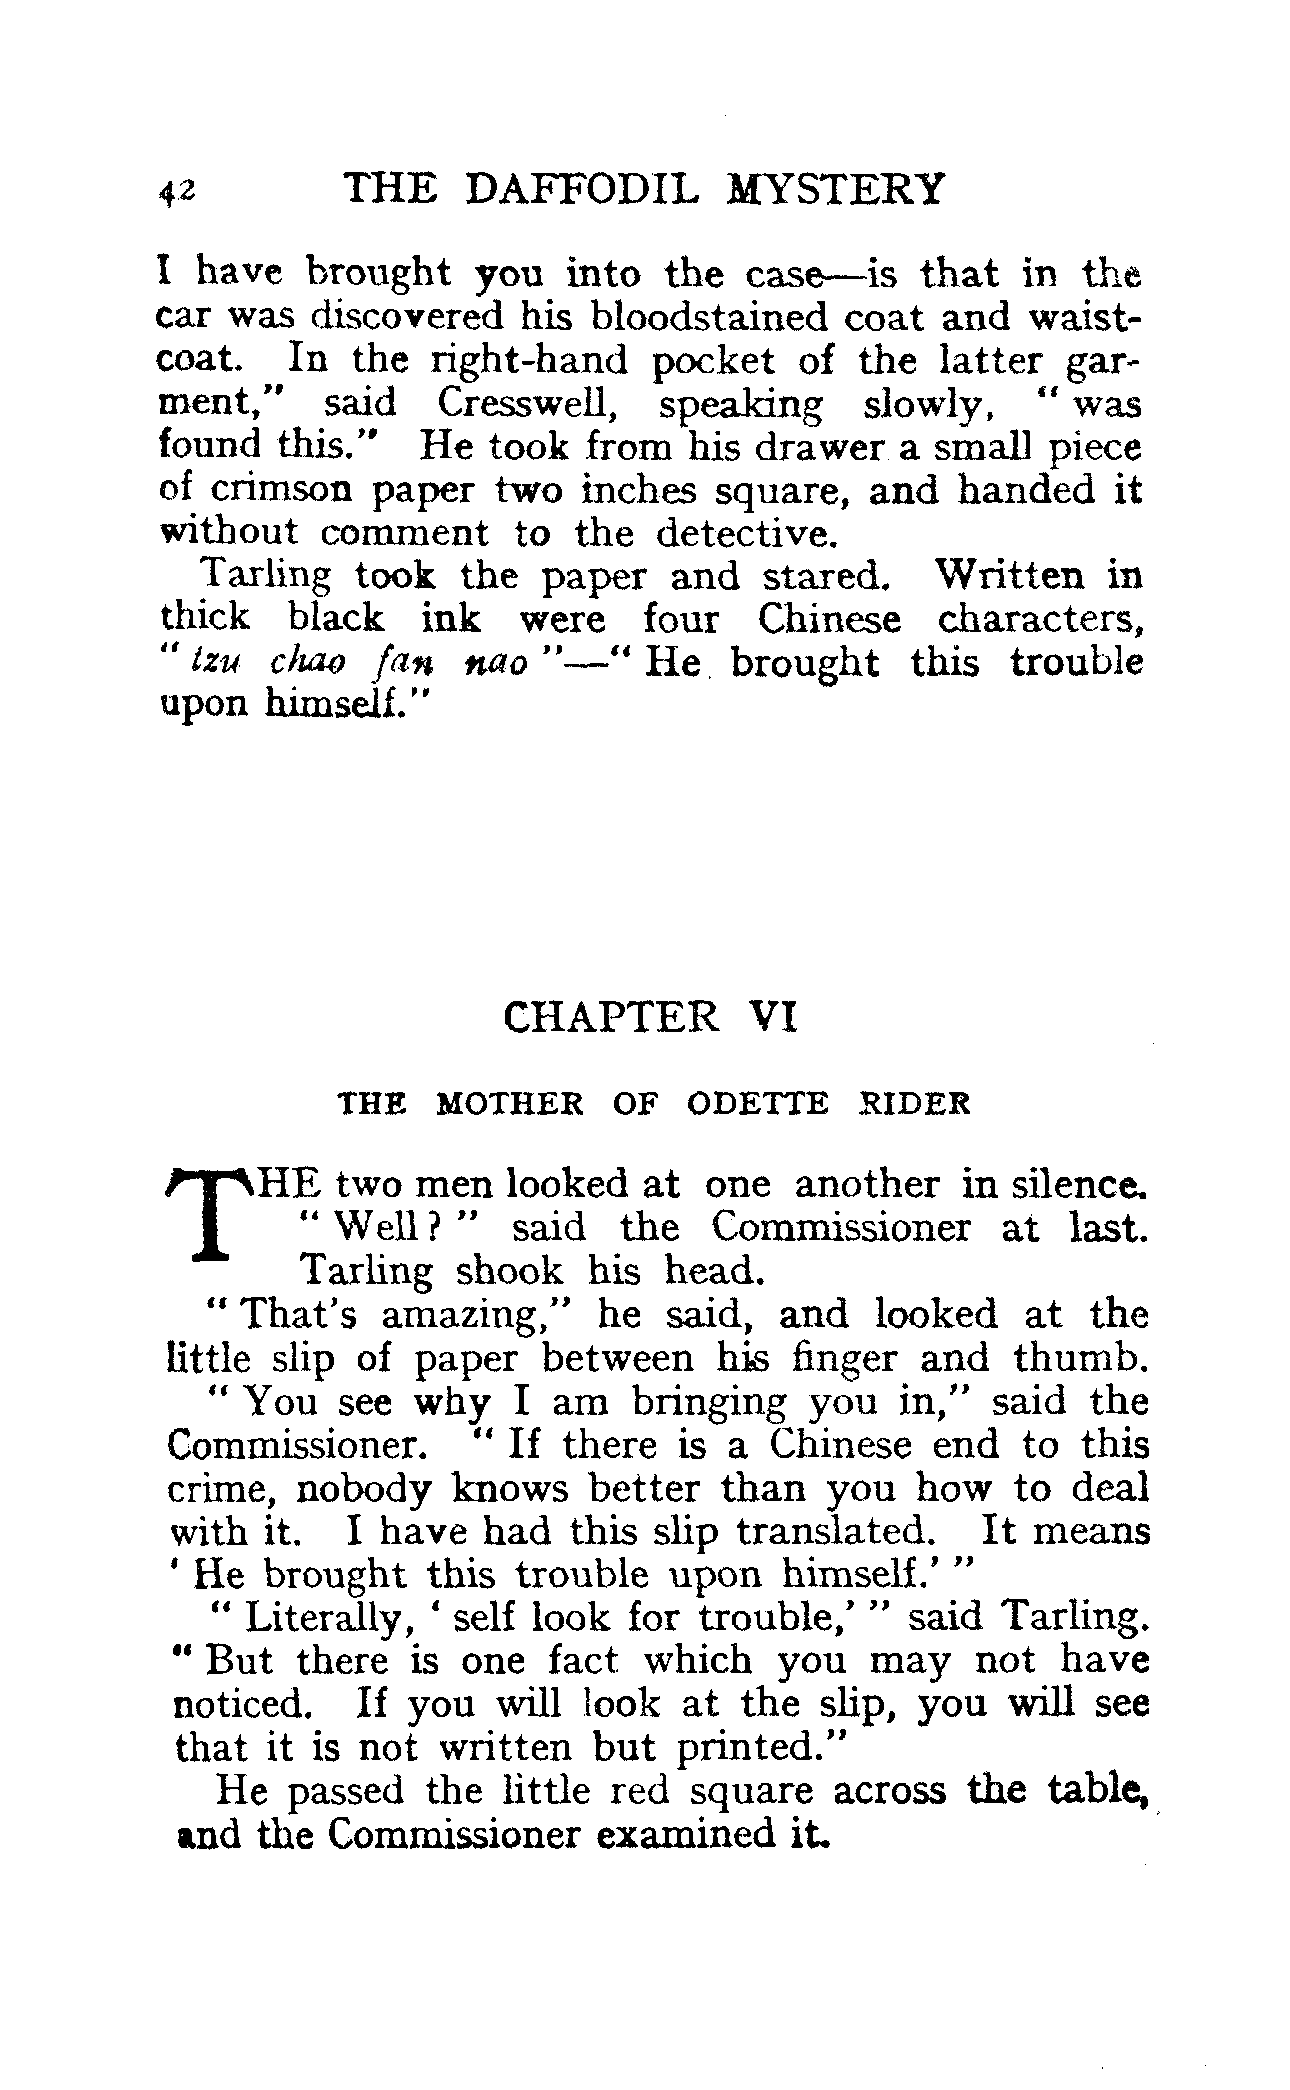 42 THE DAFFODIL MYSTERY
I have brought you into the case—is that in the
car was discovered his bloodstained coat and waist-
coat. In the right-hand pocket of the latter gar-
ment," said Cresswell, speaking slowly, " was
found this." He took from his drawer a small piece
of crimson paper two inches square, and handed it
without comment to the detective.
Tarling took the paper and stared. Written in
thick black ink were four Chinese characters,
" tzu chao fan nao "—" He brought this trouble
upon himself."
CHAPTER VI
THE MOTHER OF ODETTE RIDER
THE two men looked at one another in silence.
" Well ? " said the Commissioner at last.
Tarling shook his head.
" That's amazing," he said, and looked at the
little slip of paper between his finger and thumb.
" You see why I am bringing you in," said the
Commissioner. " If there is a Chinese end to this
crime, nobody knows better than you how to deal
with it. I have had this slip translated. It means
' He brought this trouble upon himself.' "
" Literally, ' self look for trouble,' " said Tarling.
" But there is one fact which you may not have
noticed. If you will look at the slip, you will see
that it is not written but printed."
He passed the little red square across the table,
and the Commissioner examined it.